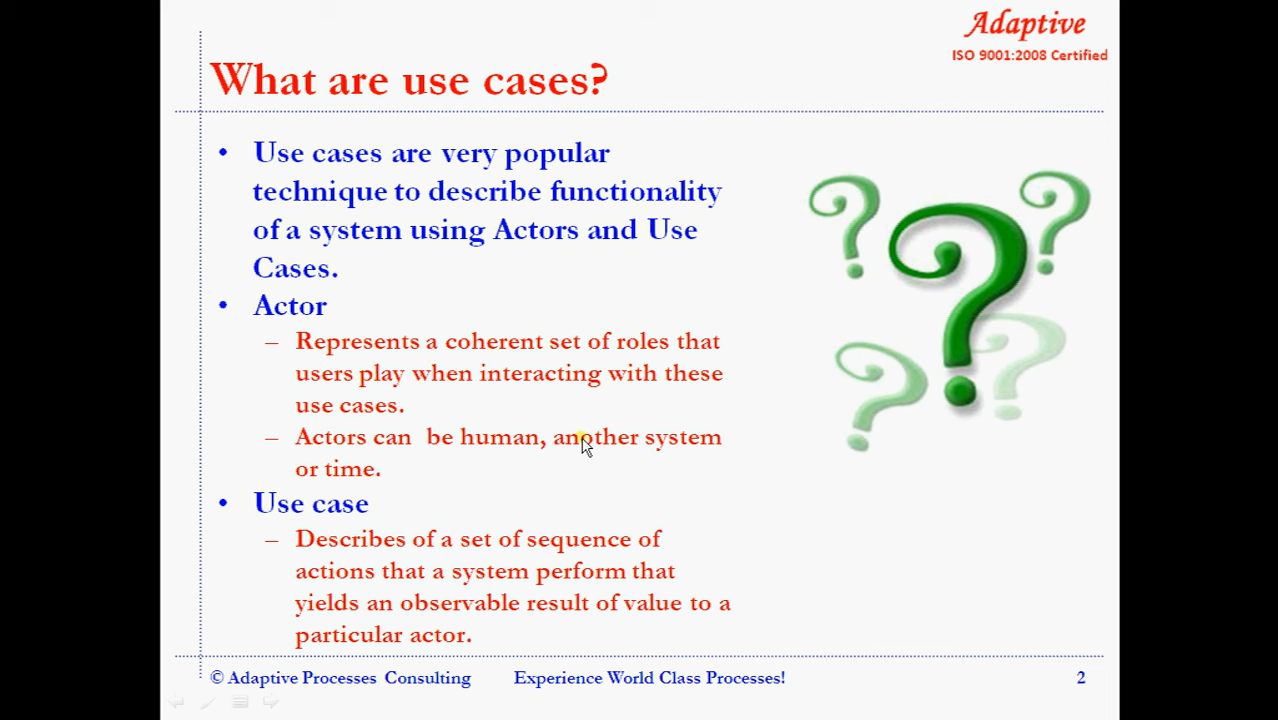 Adaptive
ISO 9001:2008 Certified
What are use cases?
• Use cases are very popular
technique to describe functionality
of a system using Actors and Use
Cases.
• Actor
– Represents a coherent set of roles that
users play when interacting with these
use cases.
– Actors can be human, another system
or time.
• Use case
– Describes of a set of sequence of
actions that a system perform that
yields an observable result of value to a
particular actor.
© Adaptive Processes Consulting Experience World Class Processes! 2